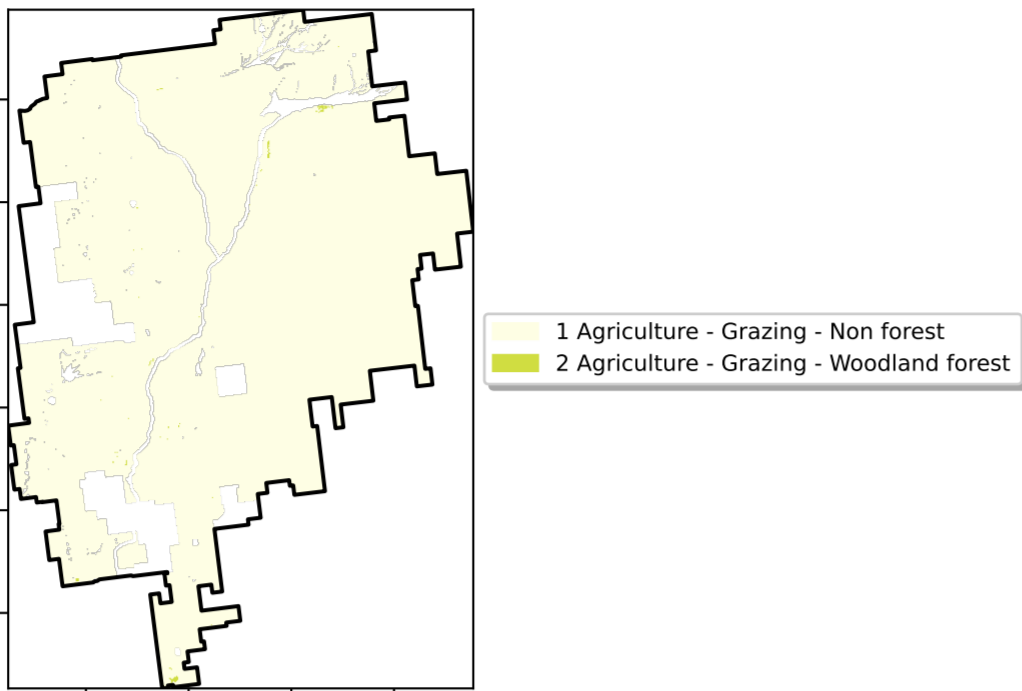 1 Agriculture - Grazing - Non forest
2 Agriculture - Grazing - Woodland forest